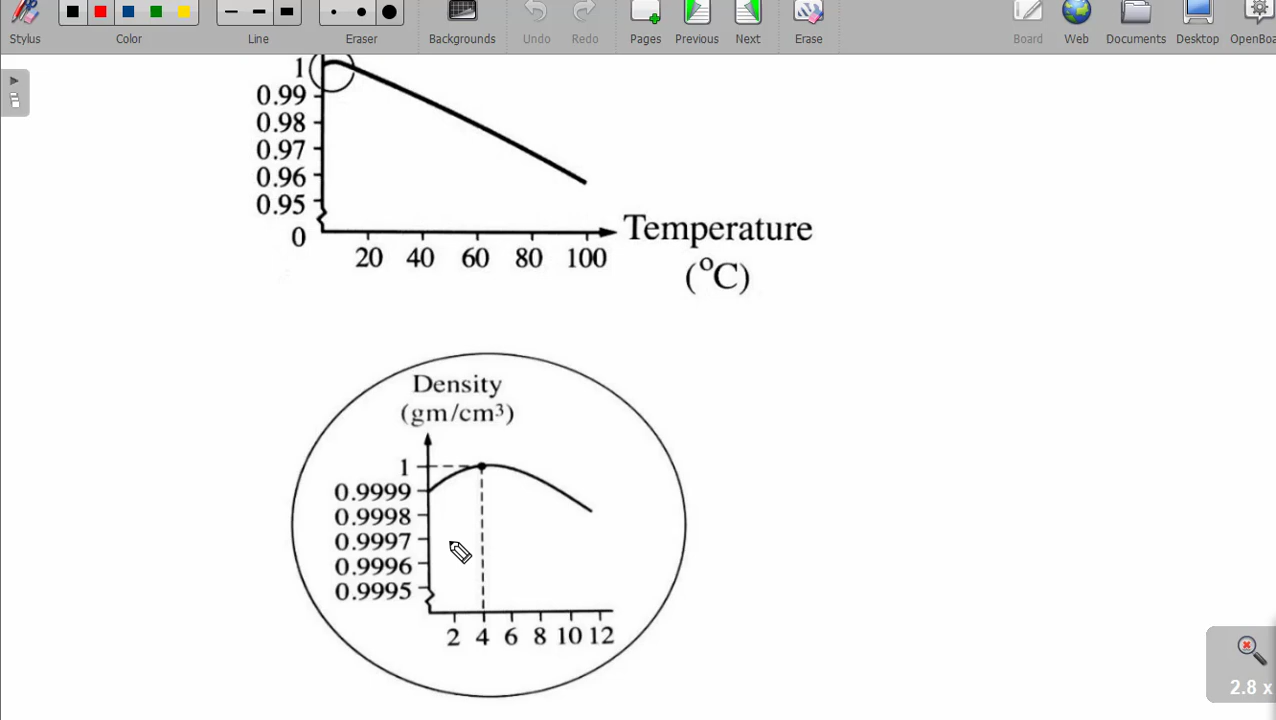 Stylus Color Line Eraser Backgrounds Undo Redo Pages Previous Next Erase Board Web Documents Desktop
1
0.99
0.98
0.97
0.96
0.95
0
20 40 60 80 100
Temperature
(°C)
Density
(gm/cm³)
1
0.9999
0.9998
0.9997
0.9996
0.9995
2 4 6 8 10 12
2.8 x